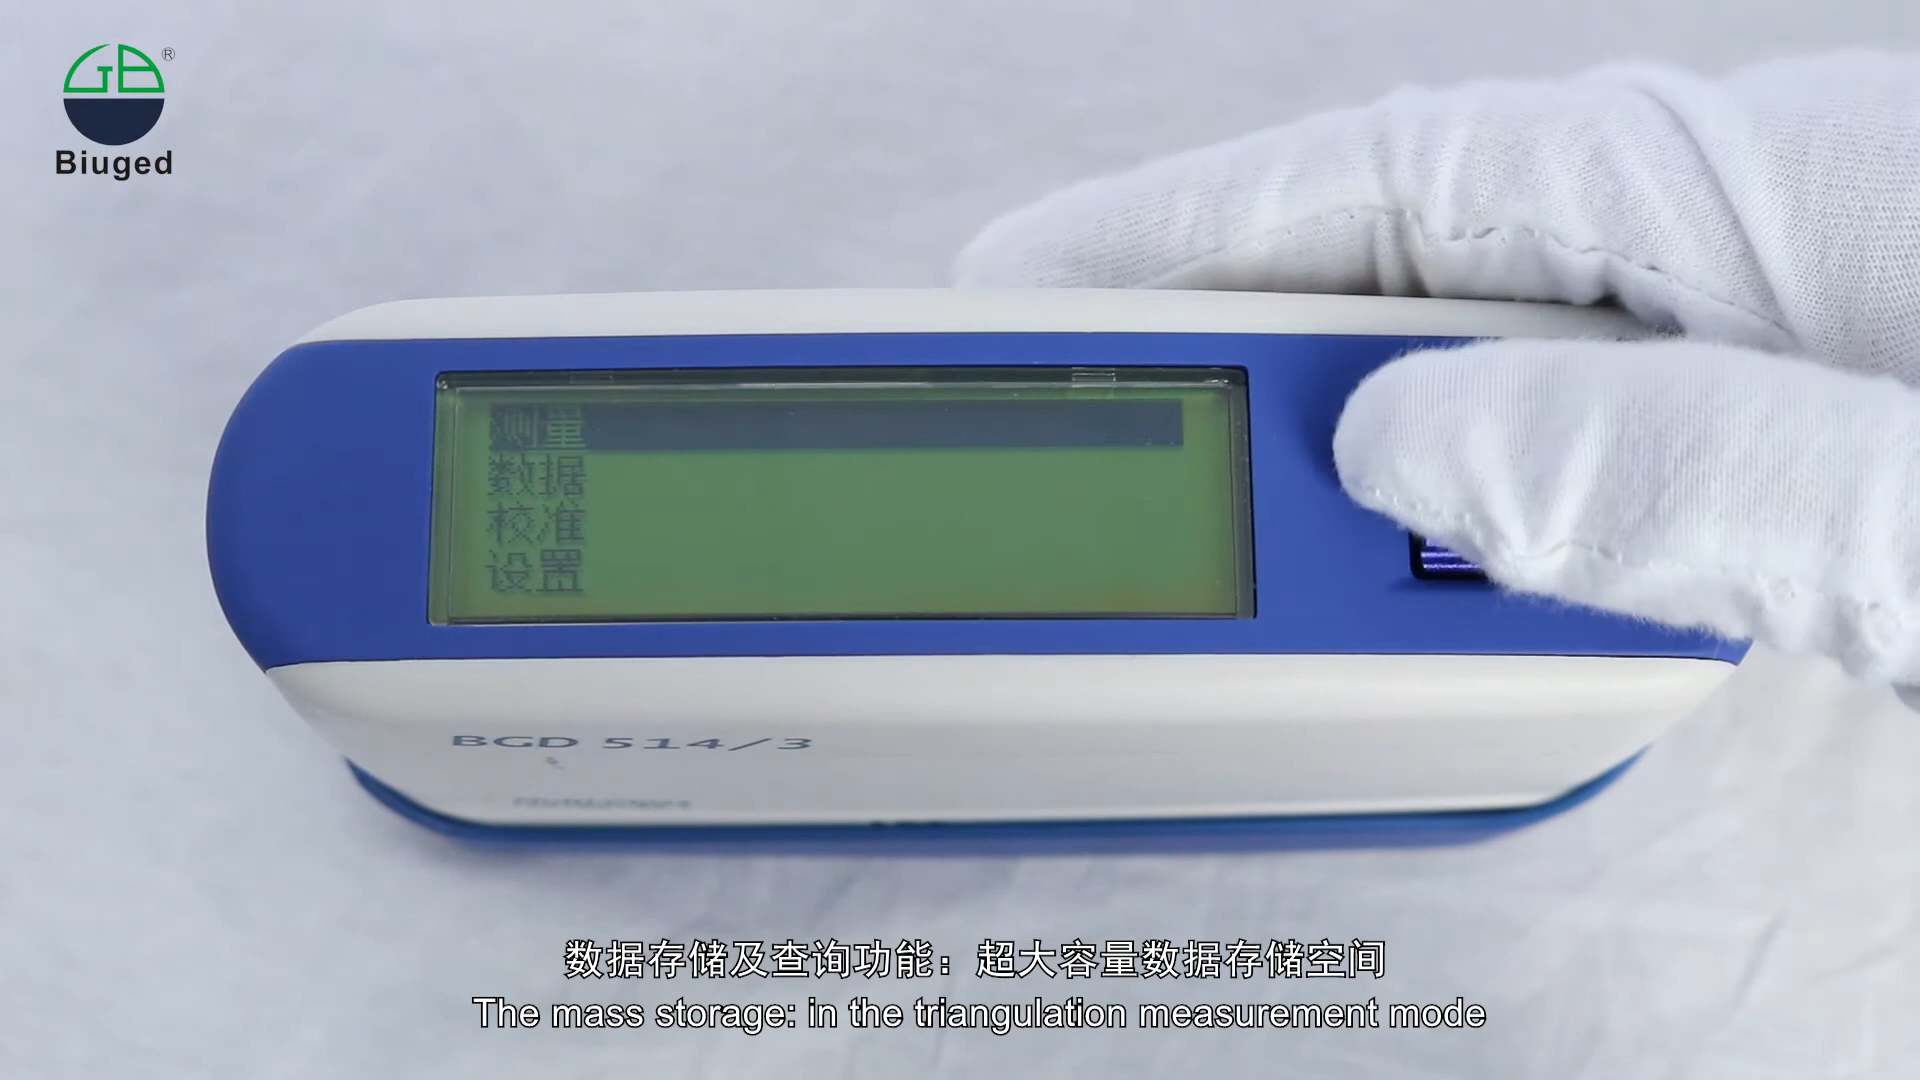 GB®
Biuged
测量
数据
校准
设置
BGD 514/3
数据存储及查询功能：超大容量数据存储空间
The mass storage: in the triangulation measurement mode